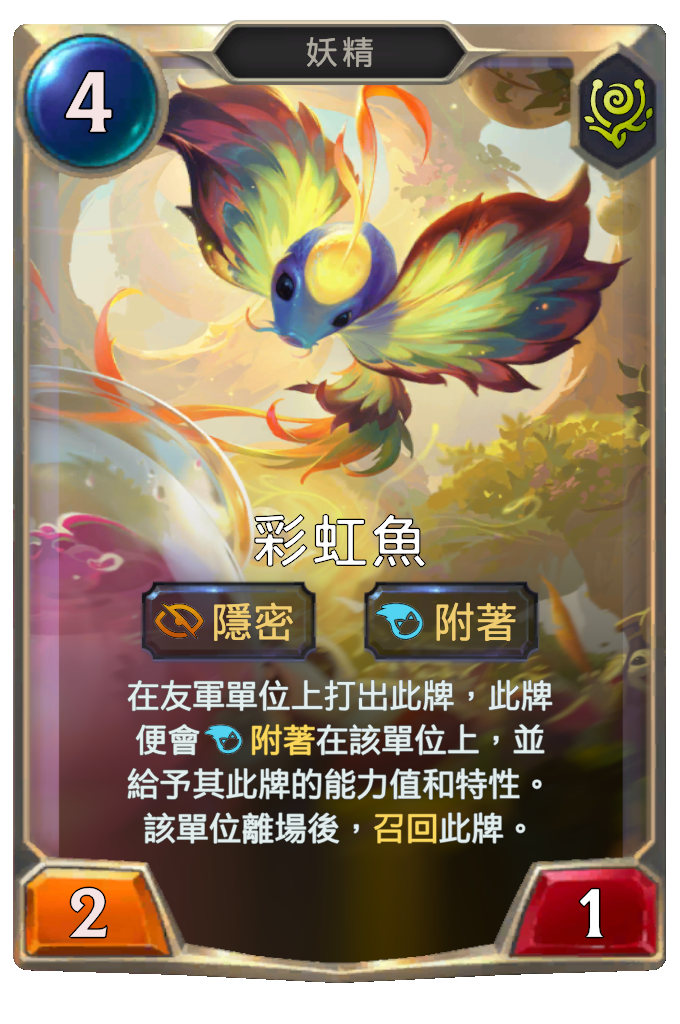 妖精
4
彩虹魚
隱密 附著
在友軍單位上打出此牌，此牌
便會 附著在該單位上，並
給予其此牌的能力值和特性。
該單位離場後，召回此牌。
2 1